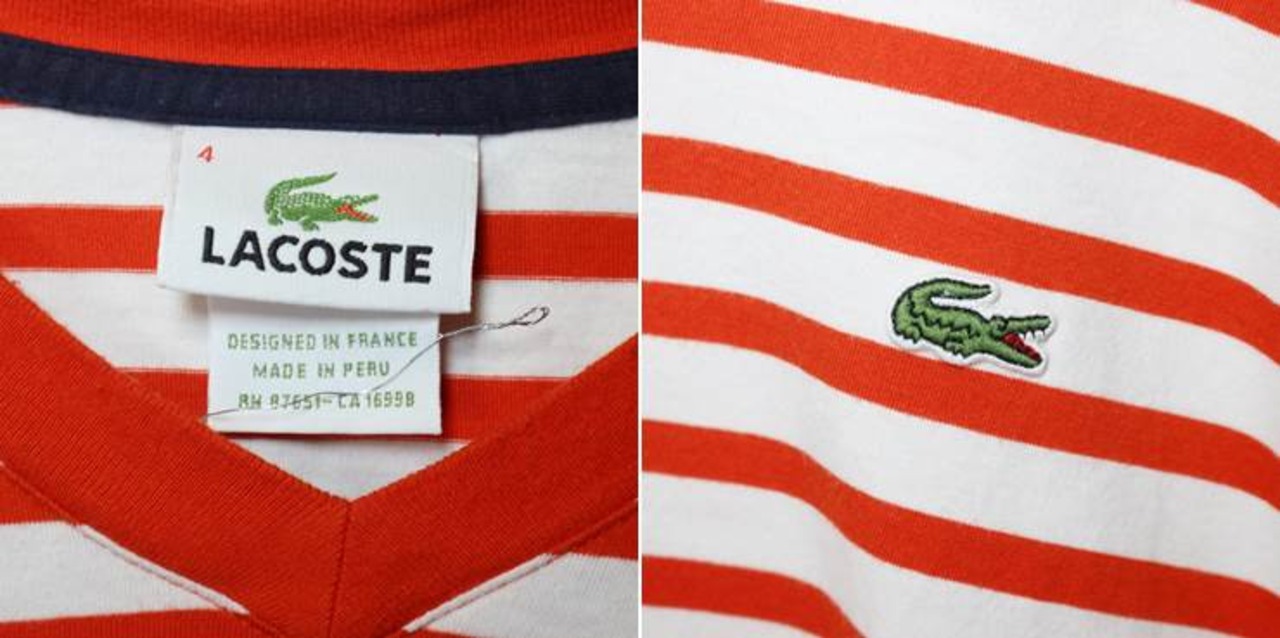 4
LACOSTE
DESIGNED IN FRANCE
MADE IN PERU
RN 87651- CA 16998